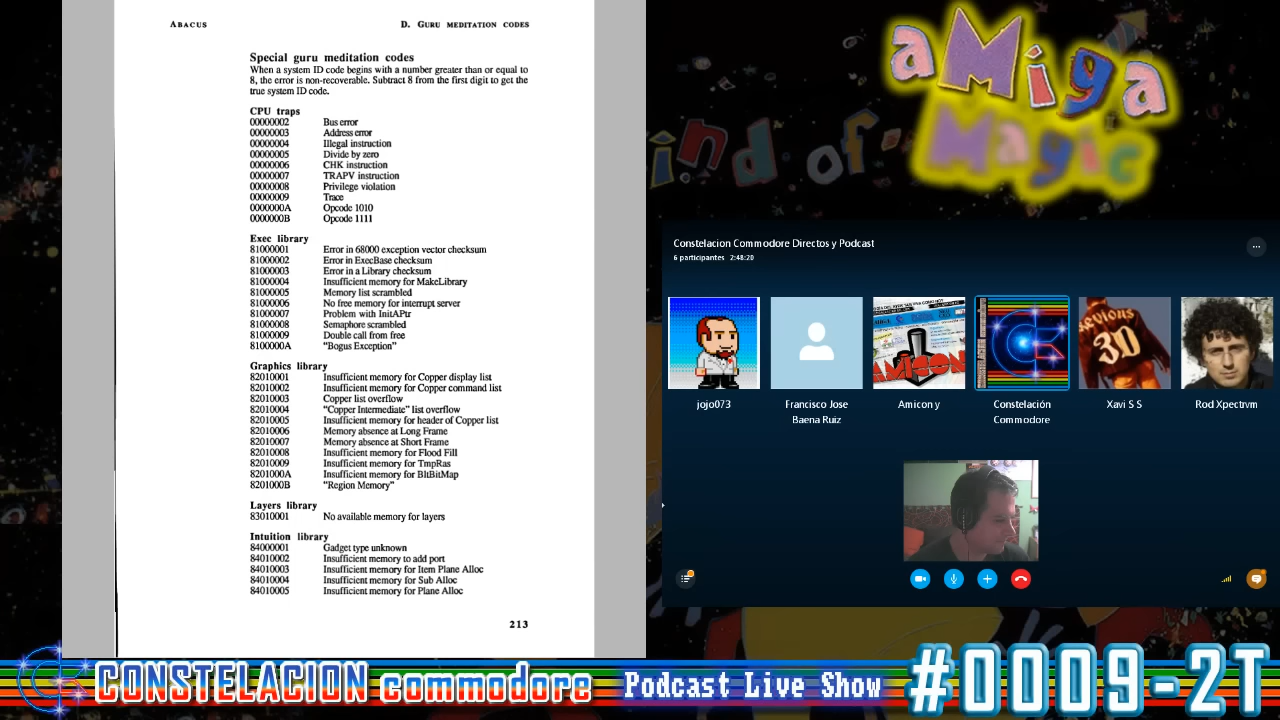 ABACUS
D. GURU MEDITATION CODES
Special guru meditation codes
When a system ID code begins with a number greater than or equal to
8, the error is non-recoverable. Subtract 8 from the first digit to get the
true system ID code.
CPU traps
00000002 Bus error
00000003 Address error
00000004 Illegal instruction
00000005 Divide by zero
00000006 CHK instruction
00000007 TRAPV instruction
00000008 Privilege violation
00000009 Trace
0000000A Opcode 1010
0000000B Opcode 1111
Exec library
81000001 Error in 68000 exception vector checksum
81000002 Error in ExecBase checksum
81000003 Error in a Library checksum
81000004 Insufficient memory for MakeLibrary
81000005 Memory list scrambled
81000006 No free memory for interrupt server
81000007 Problem with InitAPtr
81000008 Semaphore scrambled
81000009 Double call from free
8100000A "Bogus Exception"
Graphics library
82010001 Insufficient memory for Copper display list
82010002 Insufficient memory for Copper command list
82010003 Copper list overflow
82010004 "Copper Intermediate" list overflow
82010005 Insufficient memory for header of Copper list
82010006 Memory absence at Long Frame
82010007 Memory absence at Short Frame
82010008 Insufficient memory for Flood Fill
82010009 Insufficient memory for TmpRas
8201000A Insufficient memory for BltBitMap
8201000B "Region Memory"
Layers library
83010001 No available memory for layers
Intuition library
84000001 Gadget type unknown
84010002 Insufficient memory to add port
84010003 Insufficient memory for Item Plane Alloc
84010004 Insufficient memory for Sub Alloc
84010005 Insufficient memory for Plane Alloc
213
aMiga
ind of
Magic
Constelacion Commodore Directos y Podcast
6 participantes 2:48:20
AMICON
evious
30
jojo073
Francisco Jose
Baena Ruiz
Amicon y
Constelación
Commodore
Xavi S S
Rod Xpectrvm
CONSTELACION commodore
Podcast Live Show
#0009-2T